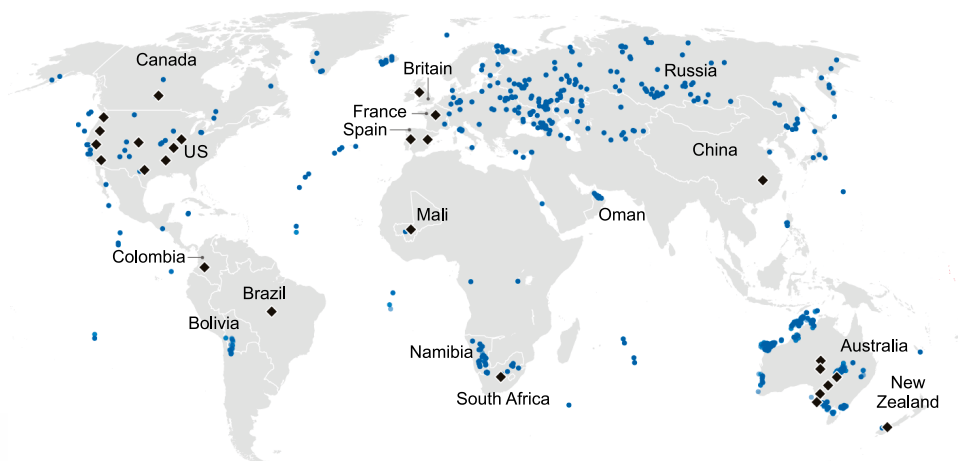 Canada
Britain
Russia
France
Spain
US
China
Mali
Oman
Colombia
Brazil
Bolivia
Namibia
Australia
South Africa
New
Zealand